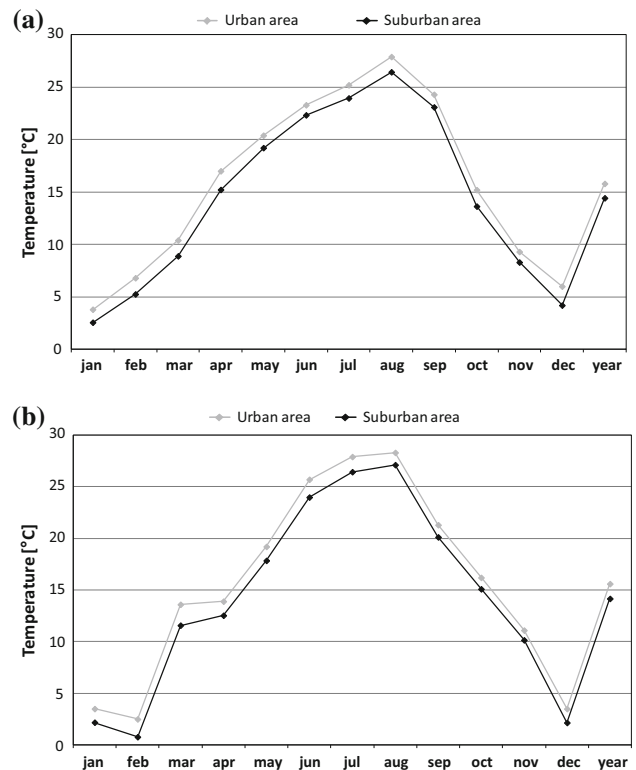 (a)
Urban area Suburban area
30
25
20
15
10
5
0
Temperature [°C]
jan feb mar apr may jun jul aug sep oct nov dec year
(b)
Urban area Suburban area
30
25
20
15
10
5
0
Temperature [°C]
jan feb mar apr may jun jul aug sep oct nov dec year